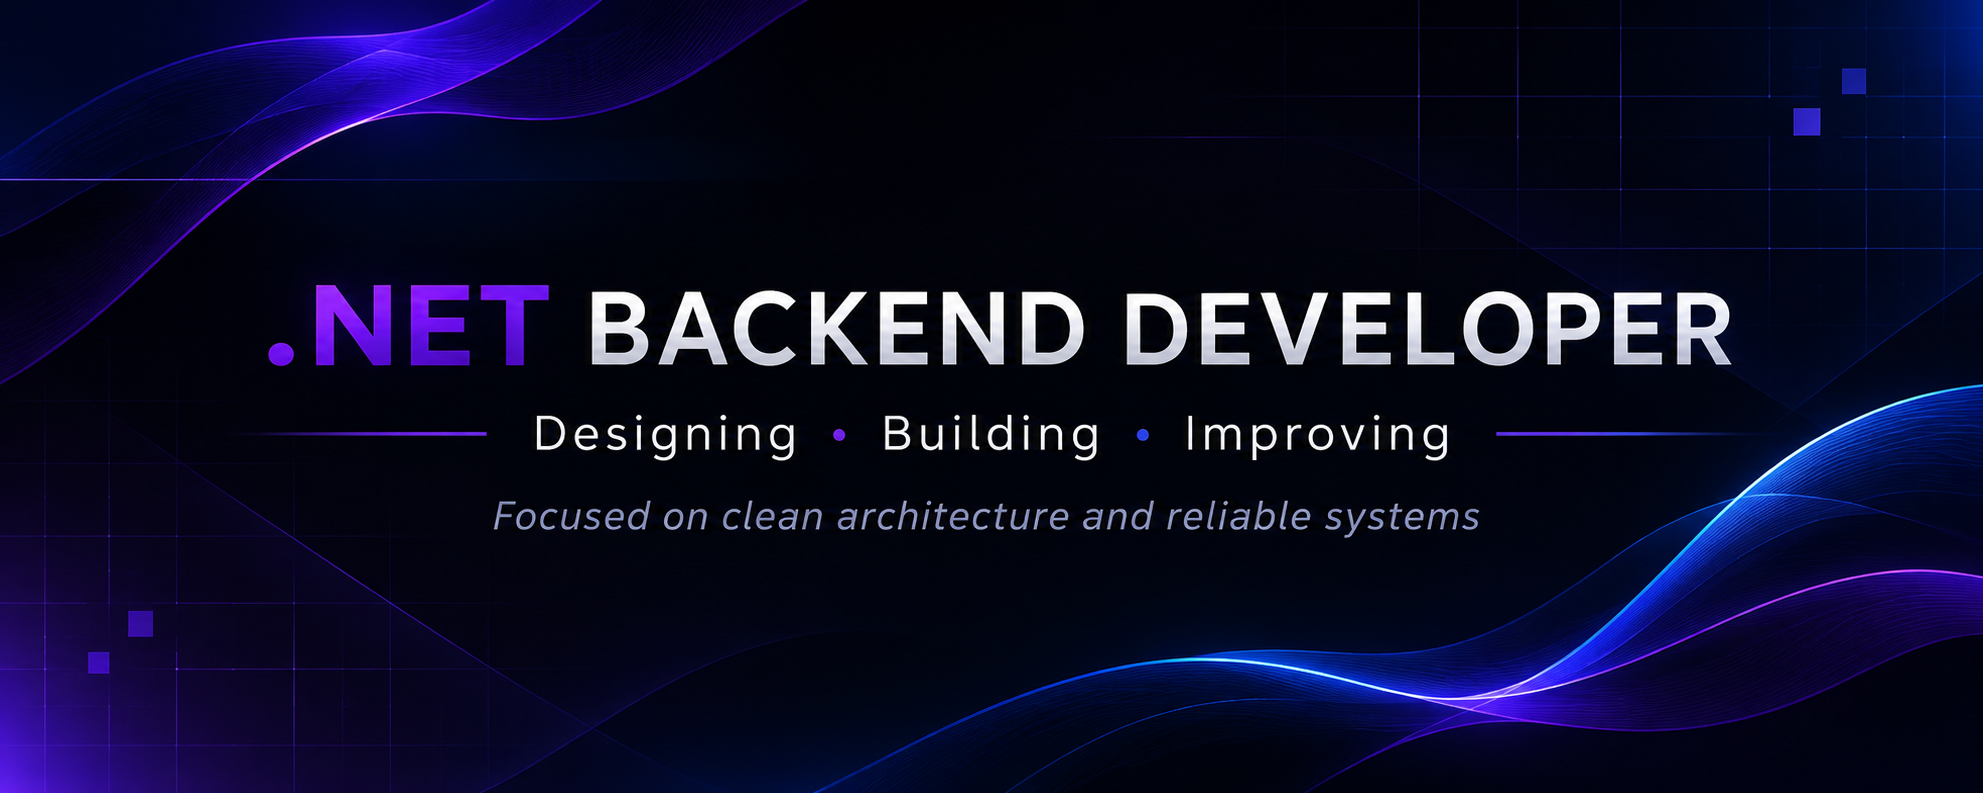 .NET BACKEND DEVELOPER
Designing • Building • Improving
Focused on clean architecture and reliable systems